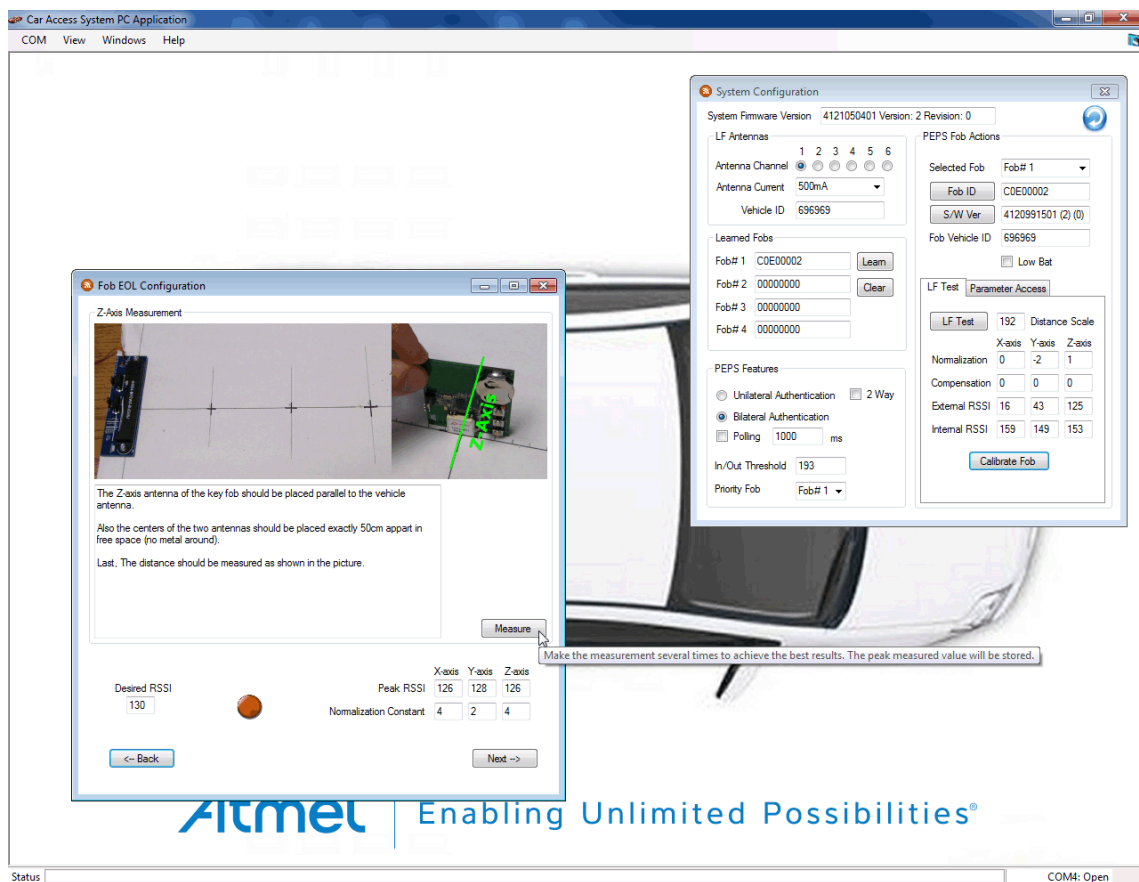 Car Access System PC Application
COM View Windows Help
System Configuration
System Firmware Version 4121050401 Version: 2 Revision: 0
LF Antennas
1 2 3 4 5 6
Antenna Channel
Antenna Current 500mA
Vehicle ID 696969
Learned Fobs
Fob# 1 C0E00002 Learn
Fob# 2 00000000 Clear
Fob# 3 00000000
Fob# 4 00000000
PEPS Features
Unilateral Authentication 2 Way
Bilateral Authentication
Polling 1000 ms
In/Out Threshold 193
Priority Fob Fob# 1
PEPS Fob Actions
Selected Fob Fob# 1
Fob ID C0E00002
S/W Ver 4120991501 (2) (0)
Fob Vehicle ID 696969
Low Bat
LF Test Parameter Access
LF Test 192 Distance Scale
X-axis Y-axis Z-axis
Normalization 0 -2 1
Compensation 0 0 0
External RSSI 16 43 125
Internal RSSI 159 149 153
Calibrate Fob
Fob EOL Configuration
Z-Axis Measurement
Z-Axis
The Z-axis antenna of the key fob should be placed parallel to the vehicle
antenna.
Also the centers of the two antennas should be placed exactly 50cm appart in
free space (no metal around).
Last, The distance should be measured as shown in the picture.
Measure
Make the measurement several times to achieve the best results. The peak measured value will be stored.
X-axis Y-axis Z-axis
Desired RSSI
130
Peak RSSI 126 128 126
Normalization Constant 4 2 4
<-- Back
Next -->
Atmel Enabling Unlimited Possibilities®
Status
COM4: Open